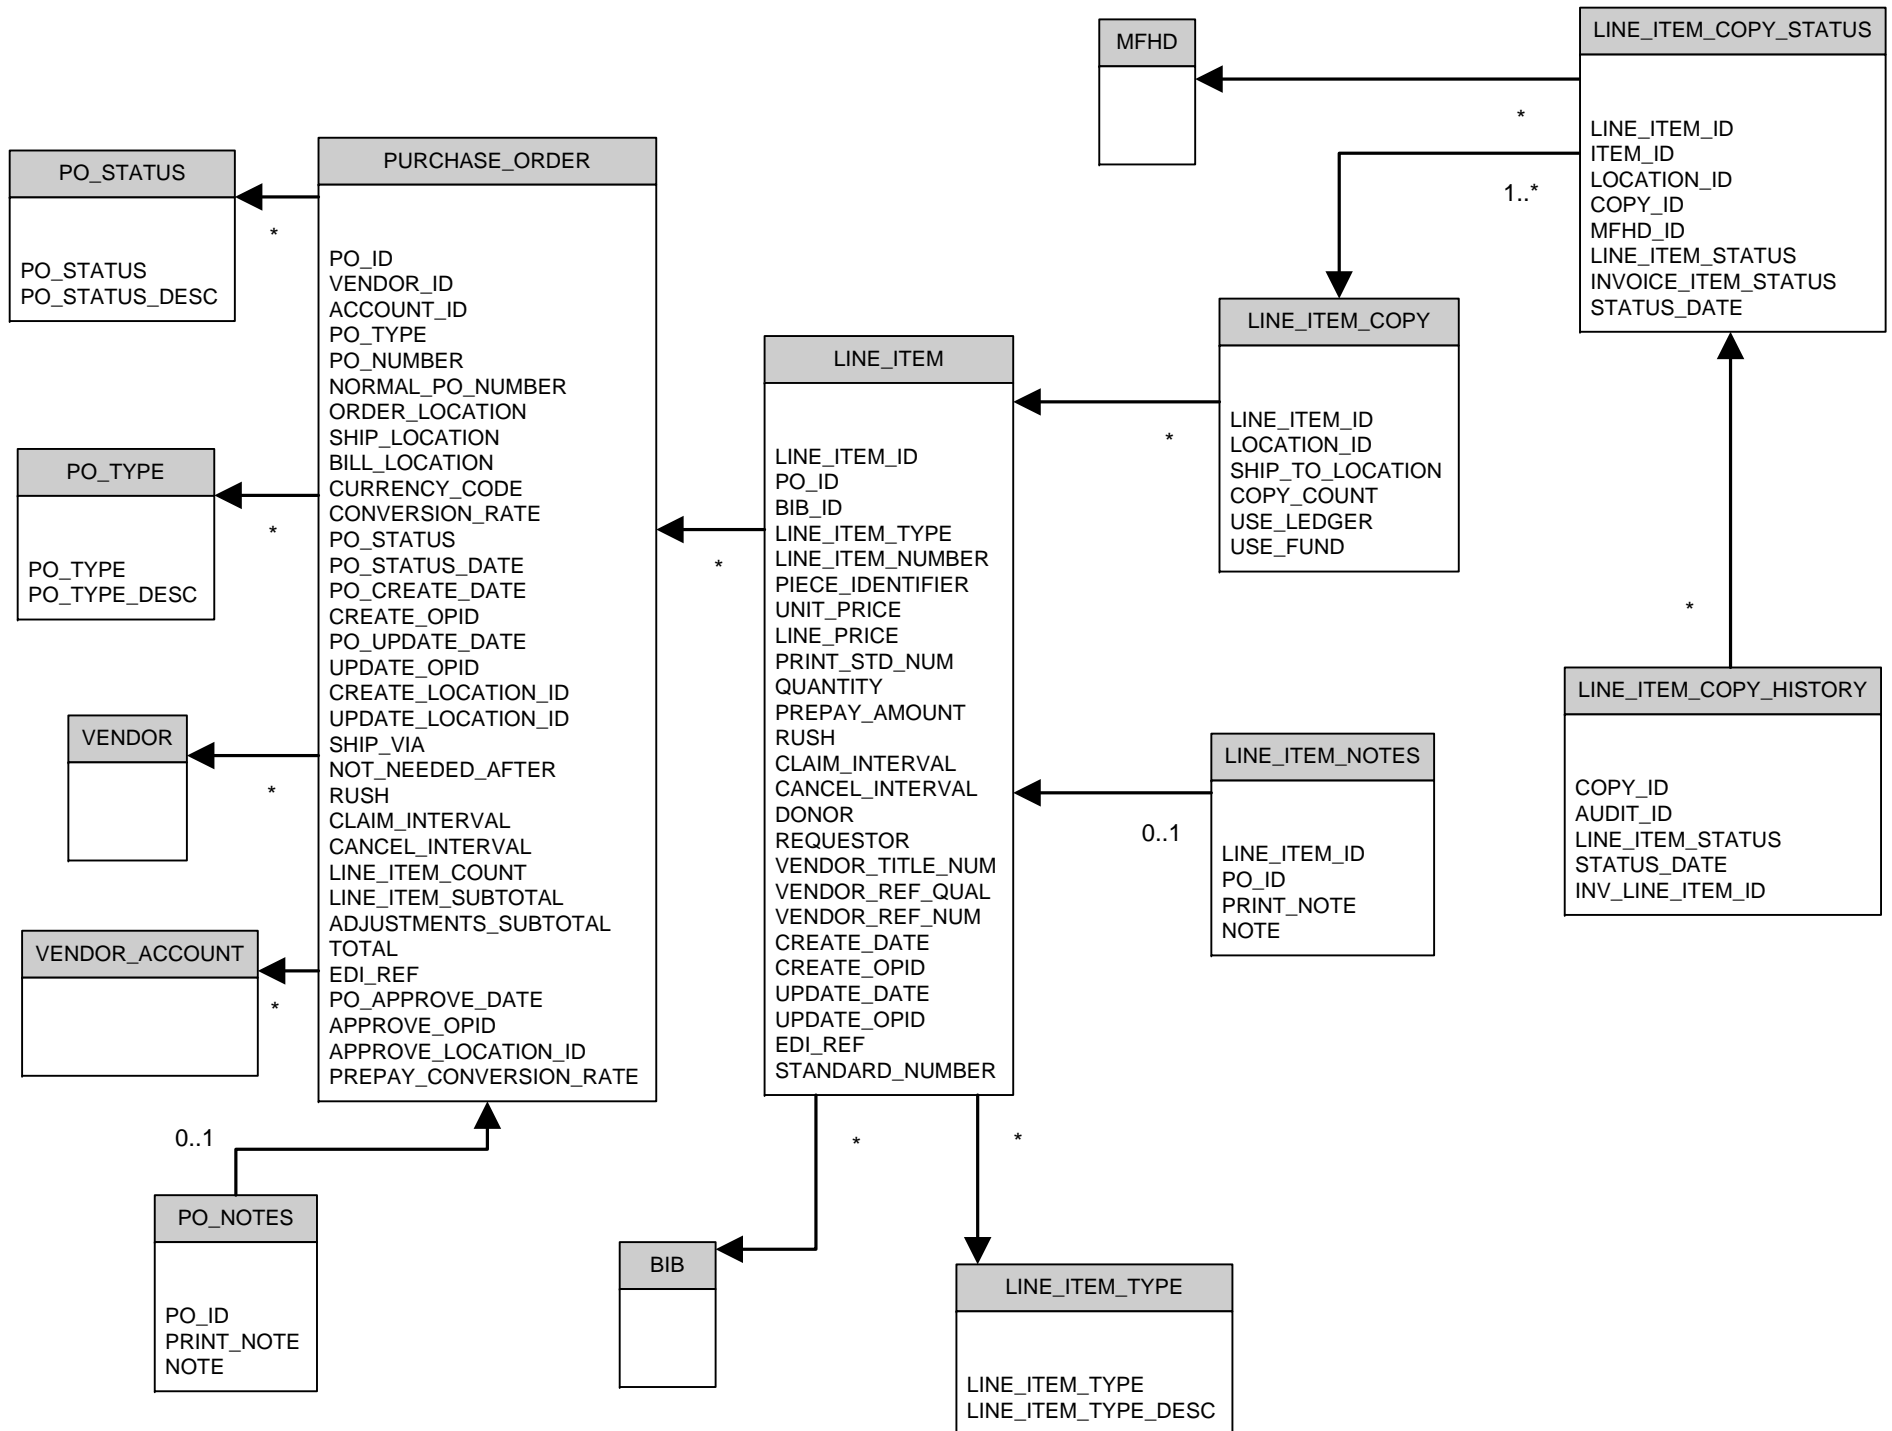 MFHD
LINE_ITEM_COPY_STATUS
LINE_ITEM_ID
ITEM_ID
LOCATION_ID
COPY_ID
MFHD_ID
LINE_ITEM_STATUS
INVOICE_ITEM_STATUS
STATUS_DATE
*
1..*
PO_STATUS
PO_STATUS
PO_STATUS_DESC
*
PURCHASE_ORDER
PO_ID
VENDOR_ID
ACCOUNT_ID
PO_TYPE
PO_NUMBER
NORMAL_PO_NUMBER
ORDER_LOCATION
SHIP_LOCATION
BILL_LOCATION
CURRENCY_CODE
CONVERSION_RATE
PO_STATUS
PO_STATUS_DATE
PO_CREATE_DATE
CREATE_OPID
PO_UPDATE_DATE
UPDATE_OPID
CREATE_LOCATION_ID
UPDATE_LOCATION_ID
SHIP_VIA
NOT_NEEDED_AFTER
RUSH
CLAIM_INTERVAL
CANCEL_INTERVAL
LINE_ITEM_COUNT
LINE_ITEM_SUBTOTAL
ADJUSTMENTS_SUBTOTAL
TOTAL
EDI_REF
PO_APPROVE_DATE
APPROVE_OPID
APPROVE_LOCATION_ID
PREPAY_CONVERSION_RATE
PO_TYPE
PO_TYPE
PO_TYPE_DESC
*
VENDOR
*
VENDOR_ACCOUNT
*
0..1
PO_NOTES
PO_ID
PRINT_NOTE
NOTE
LINE_ITEM
LINE_ITEM_ID
PO_ID
BIB_ID
LINE_ITEM_TYPE
LINE_ITEM_NUMBER
PIECE_IDENTIFIER
UNIT_PRICE
LINE_PRICE
PRINT_STD_NUM
QUANTITY
PREPAY_AMOUNT
RUSH
CLAIM_INTERVAL
CANCEL_INTERVAL
DONOR
REQUESTOR
VENDOR_TITLE_NUM
VENDOR_REF_QUAL
VENDOR_REF_NUM
CREATE_DATE
CREATE_OPID
UPDATE_DATE
UPDATE_OPID
EDI_REF
STANDARD_NUMBER
*
LINE_ITEM_COPY
LINE_ITEM_ID
LOCATION_ID
SHIP_TO_LOCATION
COPY_COUNT
USE_LEDGER
USE_FUND
*
LINE_ITEM_NOTES
LINE_ITEM_ID
PO_ID
PRINT_NOTE
NOTE
0..1
*
LINE_ITEM_COPY_HISTORY
COPY_ID
AUDIT_ID
LINE_ITEM_STATUS
STATUS_DATE
INV_LINE_ITEM_ID
*
*
BIB
LINE_ITEM_TYPE
LINE_ITEM_TYPE
LINE_ITEM_TYPE_DESC